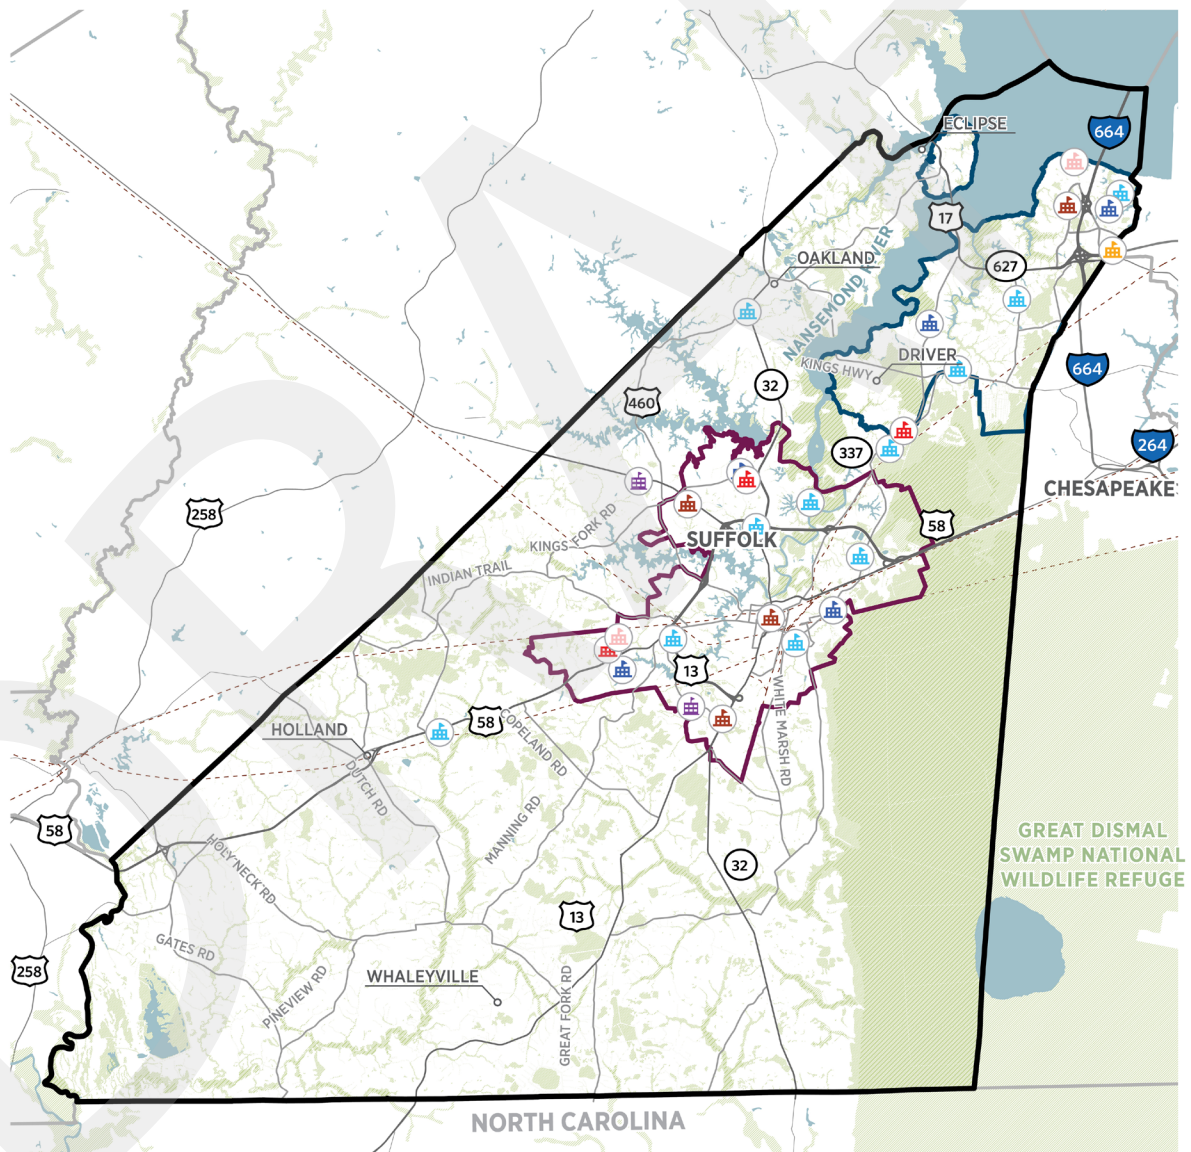 ECLIPSE
664
17
OAKLAND
627
NANSEMOND RIVER
DRIVER
KINGS HWY
664
32
460
264
337
CHESAPEAKE
258
58
KINGS FORK RD
SUFFOLK
INDIAN TRAIL
13
58
HOLLAND
COPELAND RD
WHITE MARSH RD
DUTCH RD
58
MANNING RD
GREAT DISMAL
SWAMP NATIONAL
WILDLIFE REFUGE
32
HOLY NECK RD
13
GATES RD
258
WHALEYVILLE
PINEVIEW RD
GREAT FORK RD
NORTH CAROLINA